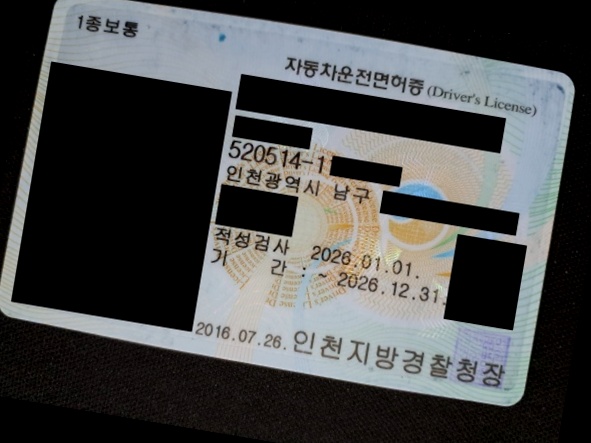 1종보통
자동차운전면허증 (Driver's License)
520514-1
인천광역시 남구
적성검사 2026.01.01.
기 간 : ~ 2026.12.31.
2016.07.26. 인천지방경찰청장